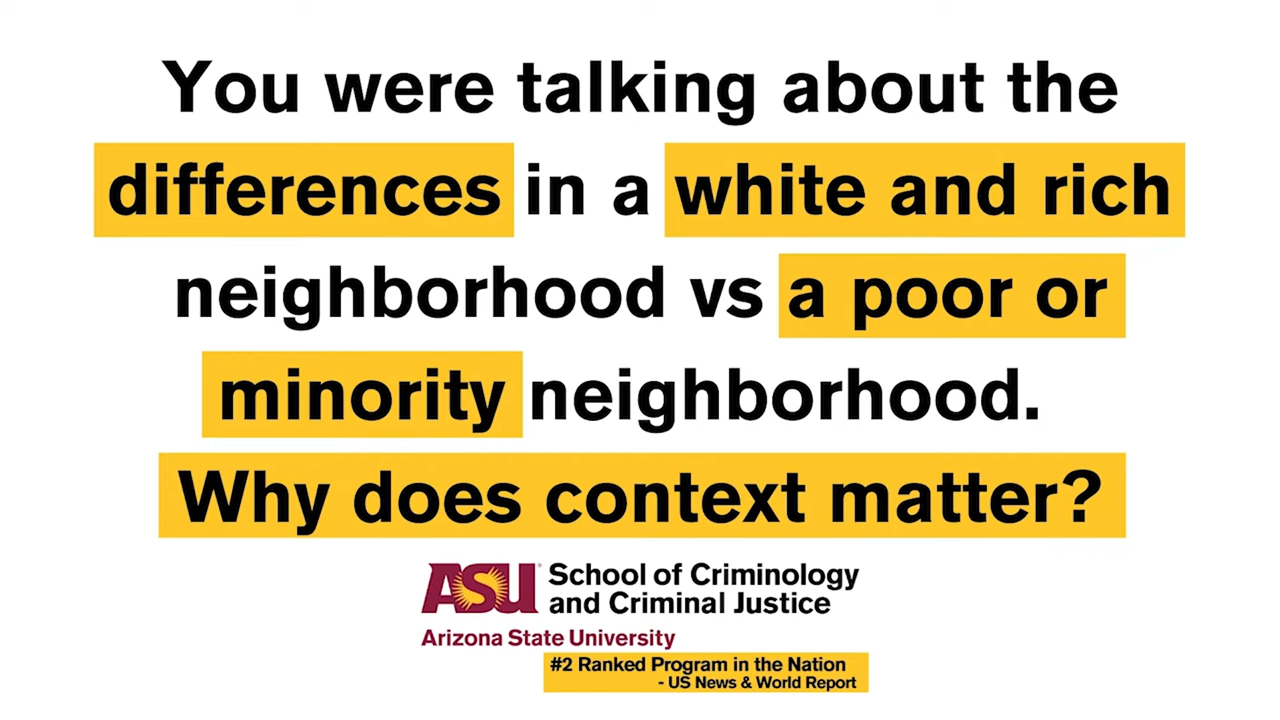 You were talking about the
differences in a white and rich
neighborhood vs a poor or
minority neighborhood.
Why does context matter?
ASU School of Criminology
and Criminal Justice
Arizona State University
#2 Ranked Program in the Nation
- US News & World Report